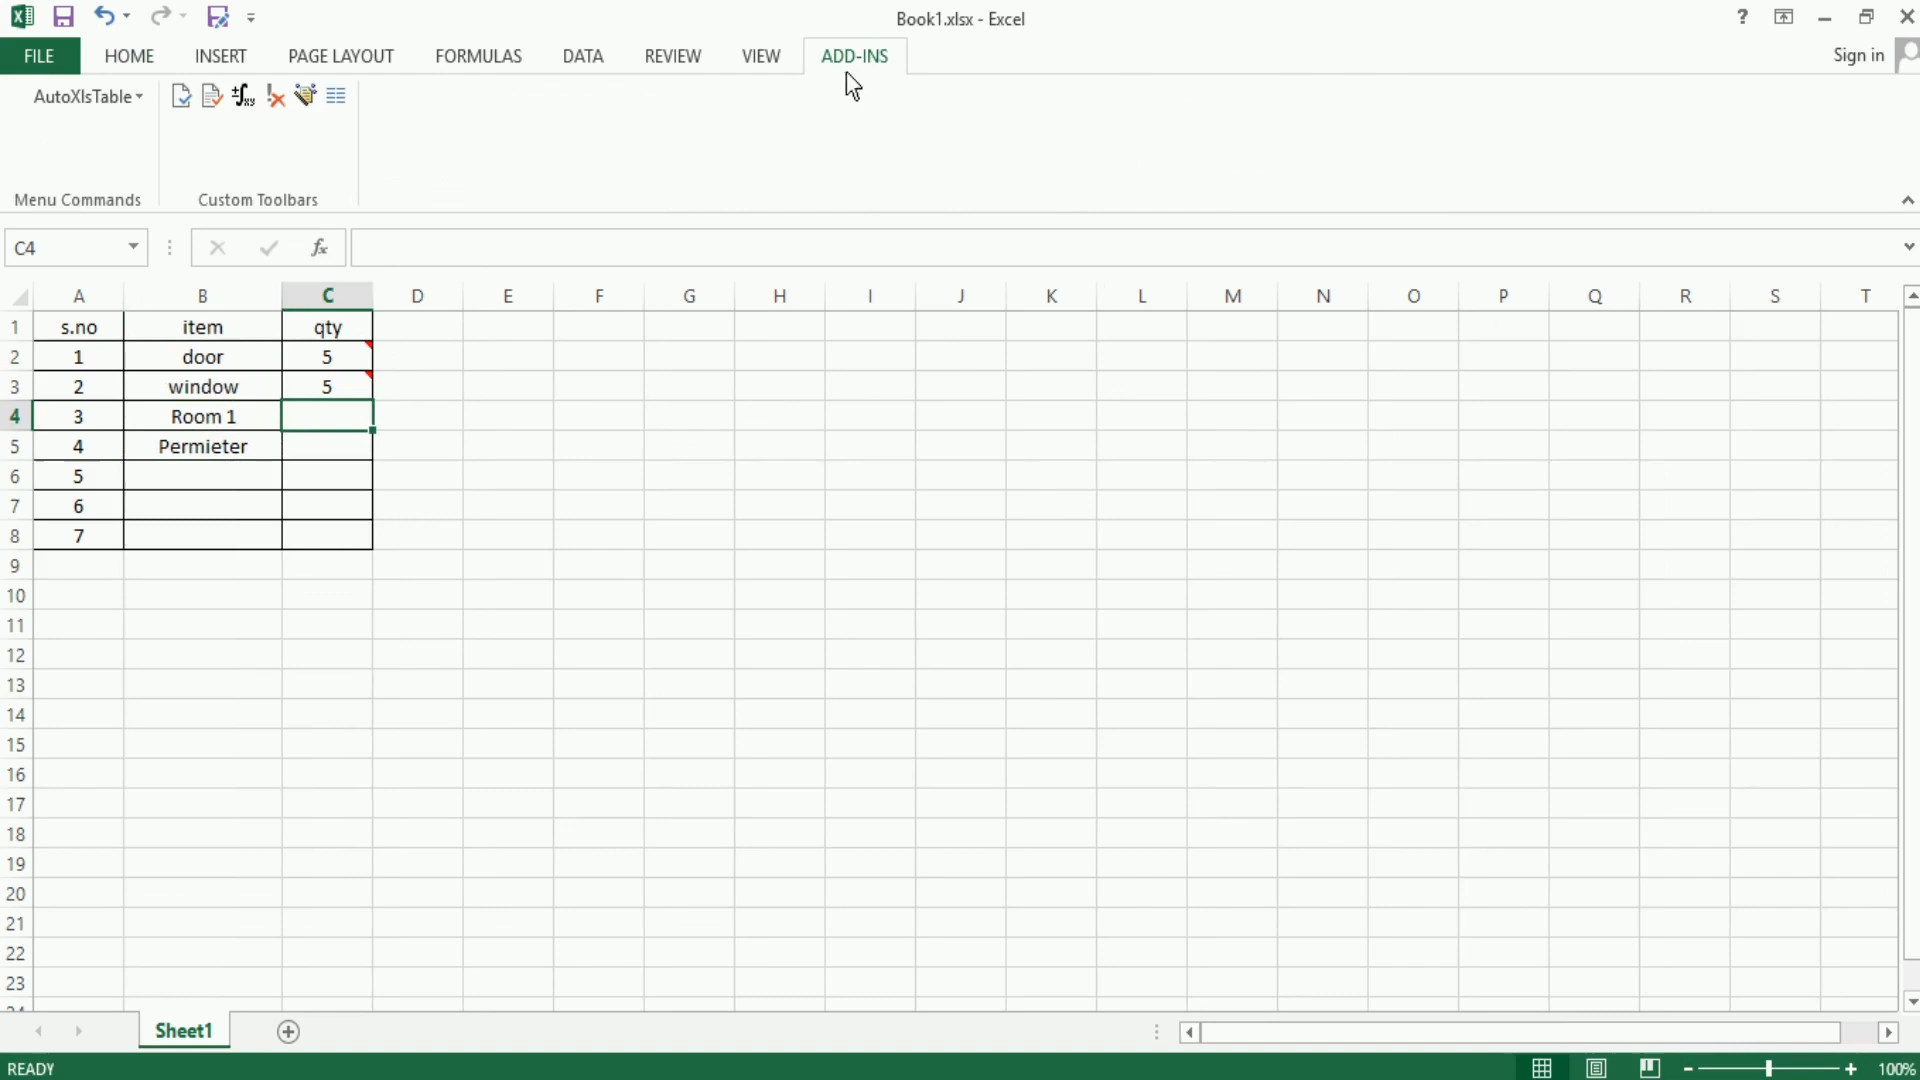 Book1.xlsx - Excel
?
FILE HOME INSERT PAGE LAYOUT FORMULAS DATA REVIEW VIEW ADD-INS Sign in
AutoXlsTable
Menu Commands Custom Toolbars
C4 fx
A B C D E F G H I J K L M N O P Q R S T
1 s.no item qty
2 1 door 5
3 2 window 5
4 3 Room 1
5 4 Permieter
6 5
7 6
8 7
9
10
11
12
13
14
15
16
17
18
19
20
21
22
23
Sheet1
READY 100%